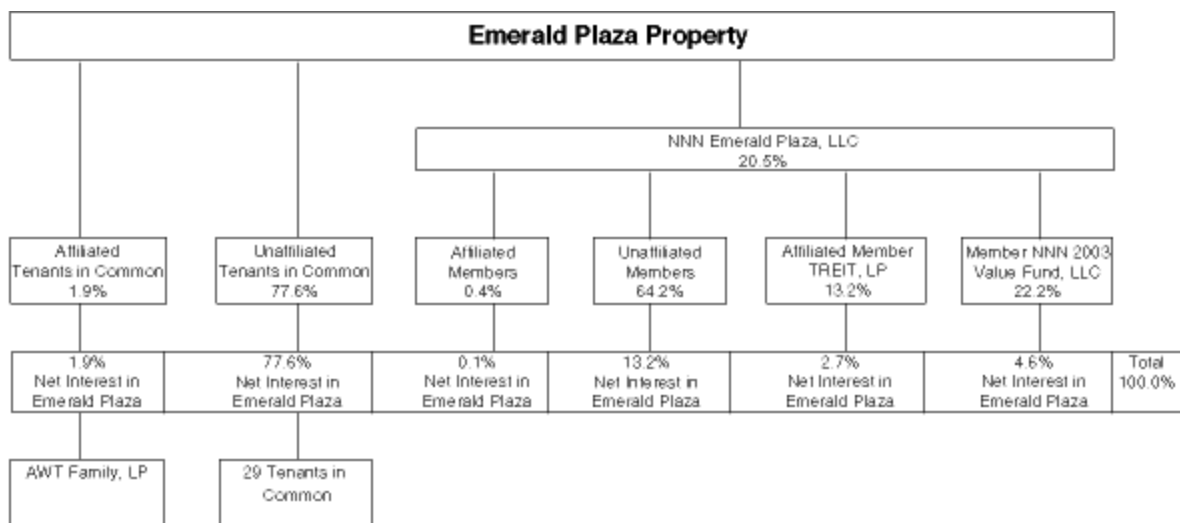 Emerald Plaza Property
NNN Emerald Plaza, LLC
20.5%
Affiliated
Tenants in Common
1.9%
Unaffiliated
Tenants in Common
77.6%
Affiliated
Members
0.4%
Unaffiliated
Members
64.2%
Affiliated Member
TREIT, LP
13.2%
Member NNN 2003
Value Fund, LLC
22.2%
1.9%
Net Interest in
Emerald Plaza
77.6%
Net Interest in
Emerald Plaza
0.1%
Net Interest in
Emerald Plaza
13.2%
Net Interest in
Emerald Plaza
2.7%
Net Interest in
Emerald Plaza
4.6%
Net Interest in
Emerald Plaza
Total
100.0%
AWT Family, LP
29 Tenants in
Common